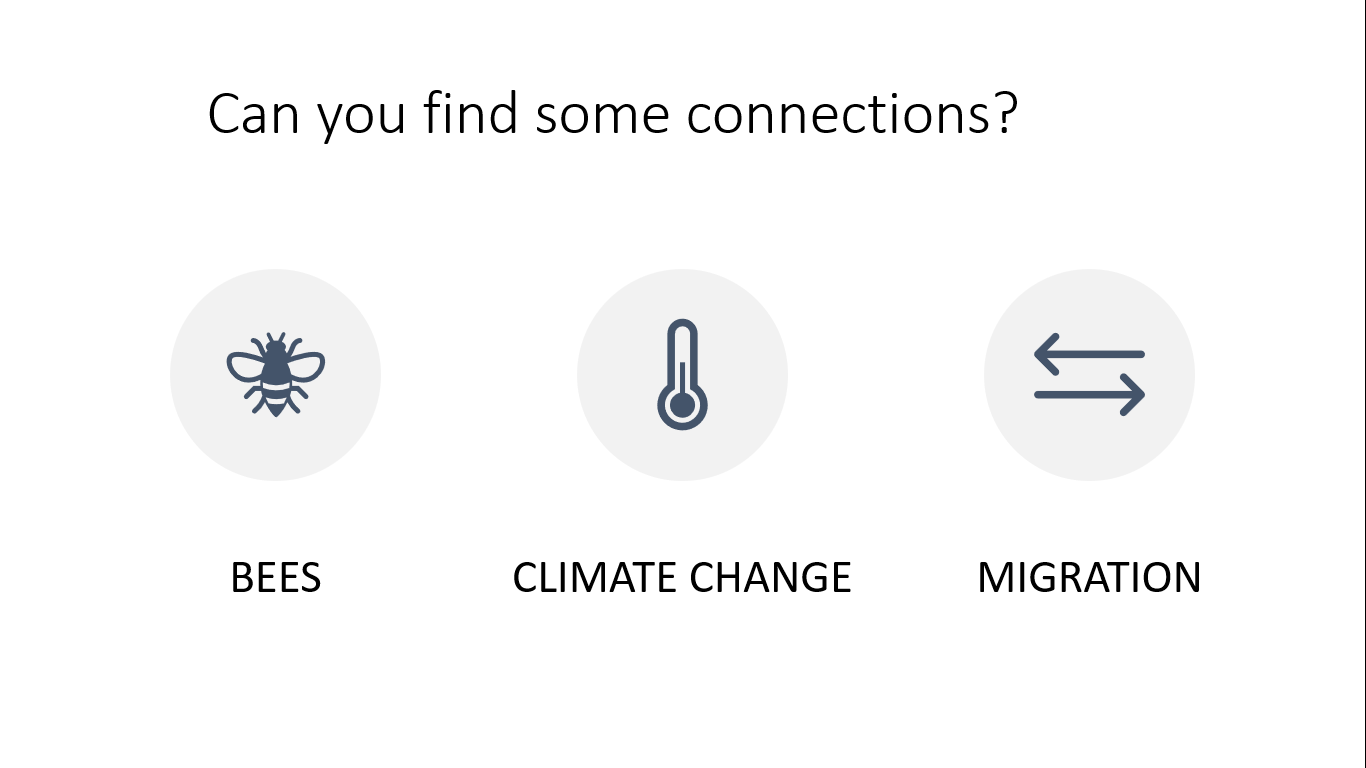 Can you find some connections?
BEES
CLIMATE CHANGE
MIGRATION